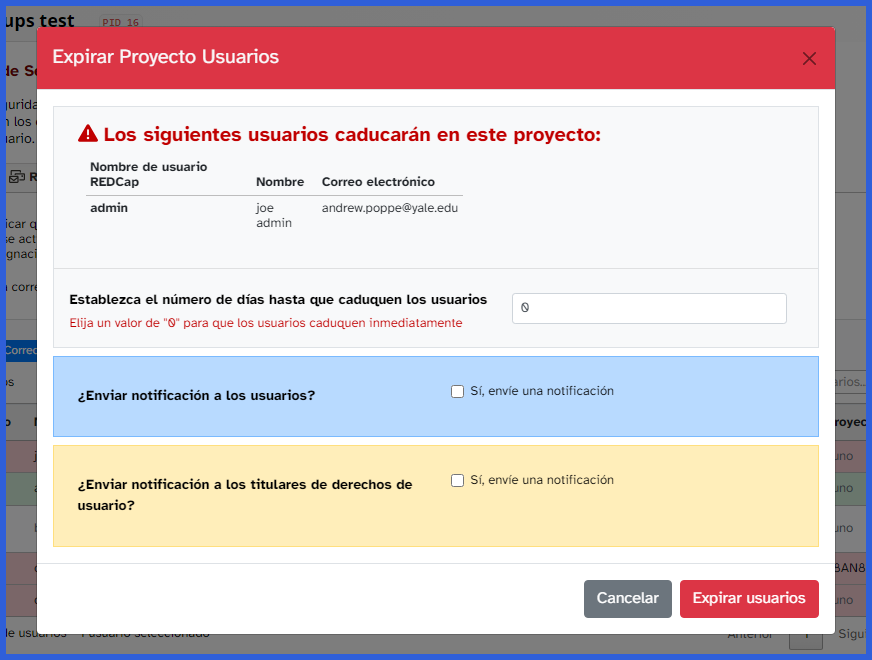 ups test PID 16
Expirar Proyecto Usuarios
Los siguientes usuarios caducarán en este proyecto:
Nombre de usuario
REDCap Nombre Correo electrónico
admin joe andrew.poppe@yale.edu
admin
Establezca el número de días hasta que caduquen los usuarios
0
Elija un valor de "0" para que los usuarios caduquen inmediatamente
¿Enviar notificación a los usuarios?
Sí, envíe una notificación
¿Enviar notificación a los titulares de derechos de
usuario?
Sí, envíe una notificación
Cancelar Expirar usuarios